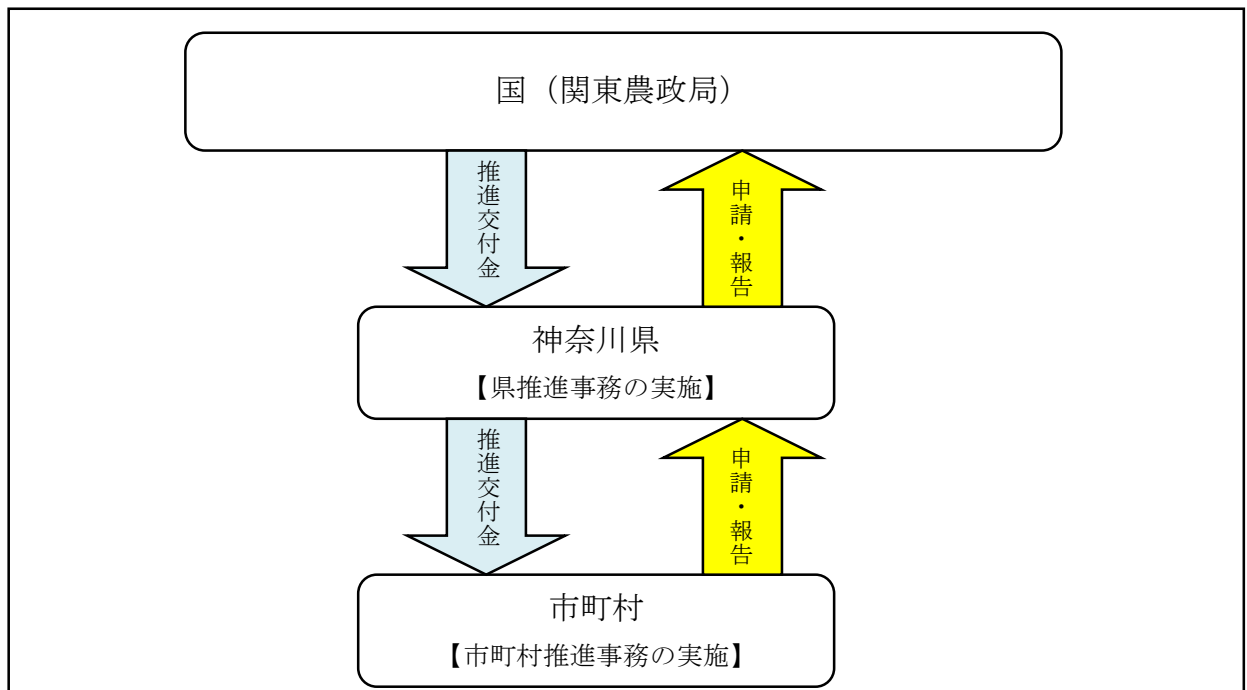 国（関東農政局）
推進交付金
申請・報告
神奈川県
【県推進事務の実施】
推進交付金
申請・報告
市町村
【市町村推進事務の実施】